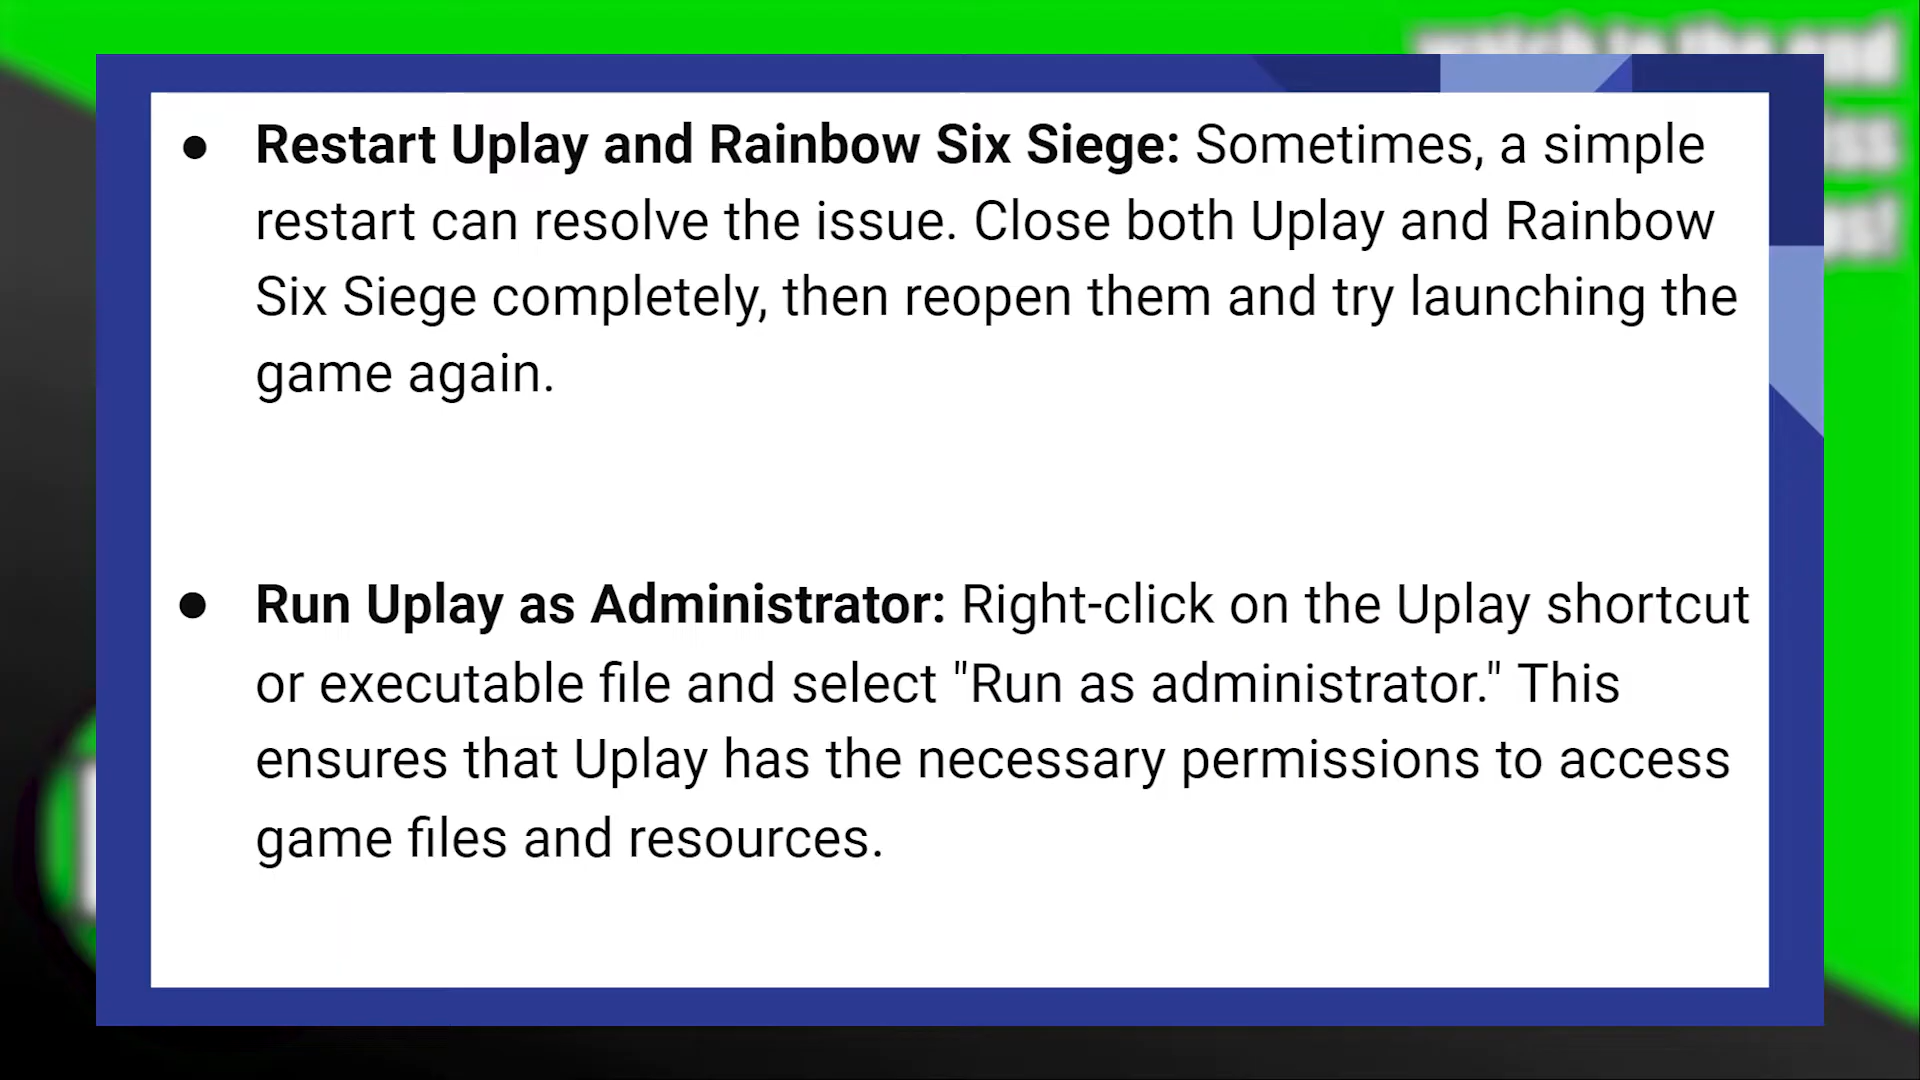 ● Restart Uplay and Rainbow Six Siege: Sometimes, a simple
restart can resolve the issue. Close both Uplay and Rainbow
Six Siege completely, then reopen them and try launching the
game again.
● Run Uplay as Administrator: Right-click on the Uplay shortcut
or executable file and select "Run as administrator." This
ensures that Uplay has the necessary permissions to access
game files and resources.